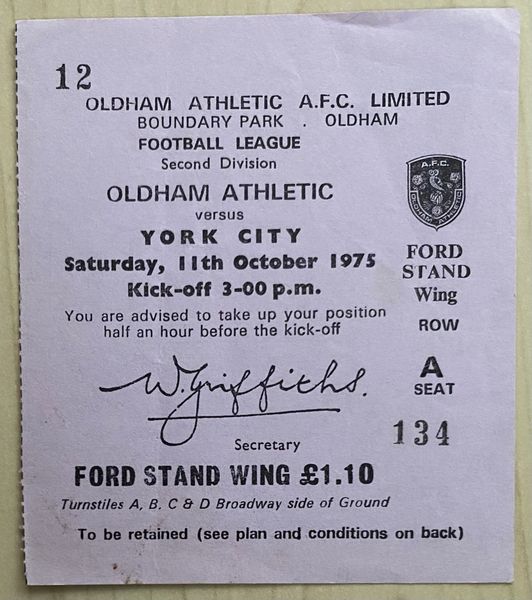 12
OLDHAM ATHLETIC A.F.C. LIMITED
BOUNDARY PARK . OLDHAM
FOOTBALL LEAGUE
Second Division
OLDHAM ATHLETIC
versus
YORK CITY
Saturday, 11th October 1975
Kick-off 3-00 p.m.
You are advised to take up your position
half an hour before the kick-off
W. Griffiths.
Secretary
FORD STAND WING £1.10
Turnstiles A, B, C & D Broadway side of Ground
To be retained (see plan and conditions on back)
A.F.C.
OLDHAM ATHLETIC
FORD
STAND
Wing
ROW
A
SEAT
134